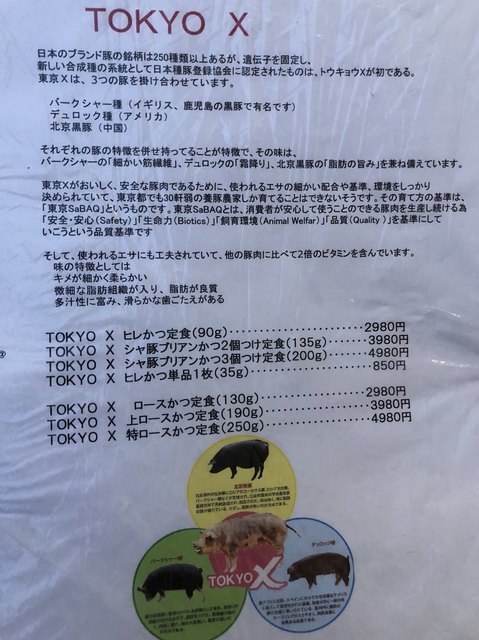 TOKYO X
日本のブランド豚の銘柄は250種類以上あるが、遺伝子を固定し、
新しい合成種の系統として日本種豚登録協会に認定されたものは、トウキョウXが初である。
東京Xは、3つの豚を掛け合わせています。
バークシャー種（イギリス、鹿児島の黒豚で有名です）
デュロック種（アメリカ）
北京黒豚（中国）
それぞれの豚の特徴を併せ持ってることが特徴で、その味は、
バークシャーの「細かい筋繊維」、デュロックの「霜降り」、北京黒豚の「脂肪の旨み」を兼ね備えています。
東京Xがおいしく、安全な豚肉であるために、使われるエサの細かい配合や基準、環境をしっかり
決められていて、東京都でも30軒弱の養豚農家しか育てることはできないそうです。その育て方の基準は、
「東京SaBAQ」というものです。東京SaBAQとは、消費者が安心して使うことのできる豚肉を生産し続ける為
「安全・安心（Safety）」「生命力（Biotics）」「飼育環境（Animal Welfar）」「品質（Quality）」を基準にして
いこうという品質基準です
そして、使われるエサにも工夫されていて、他の豚肉に比べて2倍のビタミンを含んでいます。
味の特徴としては
キメが細かく柔らかい
微細な脂肪組織が入り、脂肪が良質
多汁性に富み、滑らかな歯ごたえがある
TOKYO X ヒレかつ定食(90g)・・・・・・・・・・・・・・・・・・2980円
TOKYO X シャ豚ブリアンかつ2個つけ定食(135g)・・・・・・3980円
TOKYO X シャ豚ブリアンかつ3個つけ定食(200g)・・・・・・4980円
TOKYO X ヒレかつ単品1枚(35g)・・・・・・・・・・・・・・・・850円
TOKYO X ロースかつ定食(130g)・・・・・・・・・・・・・・・2980円
TOKYO X 上ロースかつ定食(190g)・・・・・・・・・・・・・・3980円
TOKYO X 特ロースかつ定食(250g)・・・・・・・・・・・・・・4980円
北京黒豚
バークシャー種
デュロック種
TOKYO X